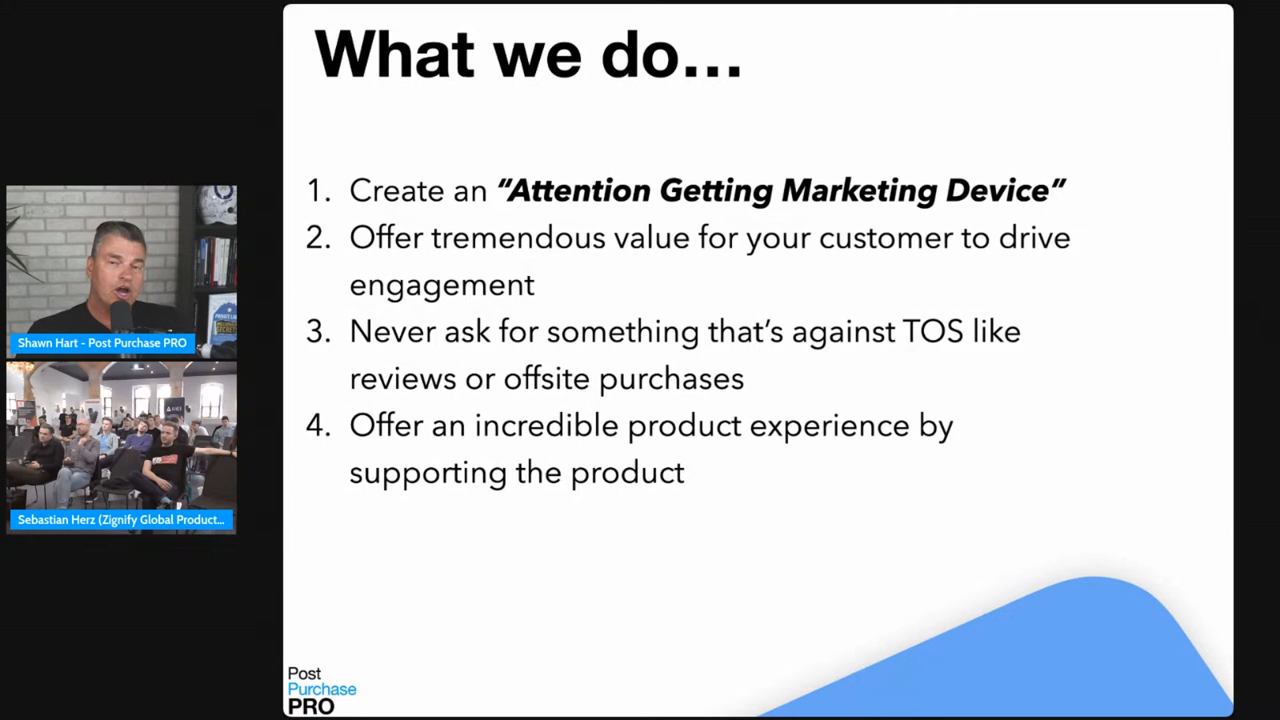 What we do...
1. Create an “Attention Getting Marketing Device”
2. Offer tremendous value for your customer to drive
engagement
3. Never ask for something that’s against TOS like
reviews or offsite purchases
4. Offer an incredible product experience by
supporting the product
Shawn Hart - Post Purchase PRO
Sebastian Herz (Zignify Global Product...
Post
Purchase
PRO